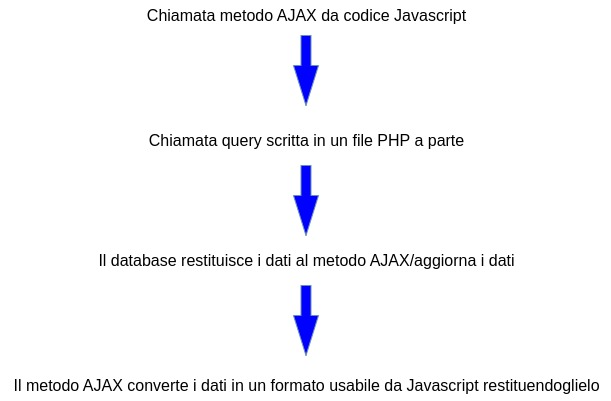 Chiamata metodo AJAX da codice Javascript
Chiamata query scritta in un file PHP a parte
Il database restituisce i dati al metodo AJAX/aggiorna i dati
Il metodo AJAX converte i dati in un formato usabile da Javascript restituendoglielo